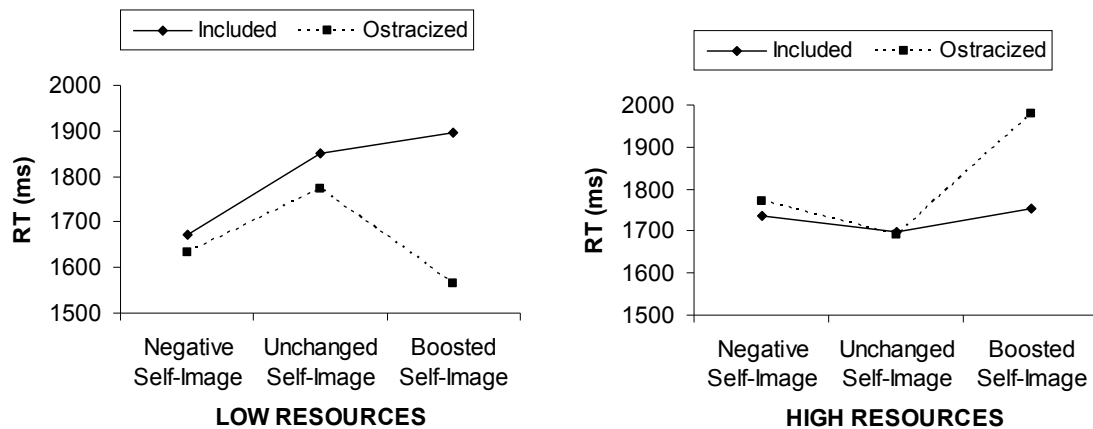 Included Ostracized
2000
1900
1800
1700
1600
1500
RT (ms)
Negative Self-Image
Unchanged Self-Image
Boosted Self-Image
LOW RESOURCES
Included Ostracized
2000
1900
1800
1700
1600
1500
RT (ms)
Negative Self-Image
Unchanged Self-Image
Boosted Self-Image
HIGH RESOURCES